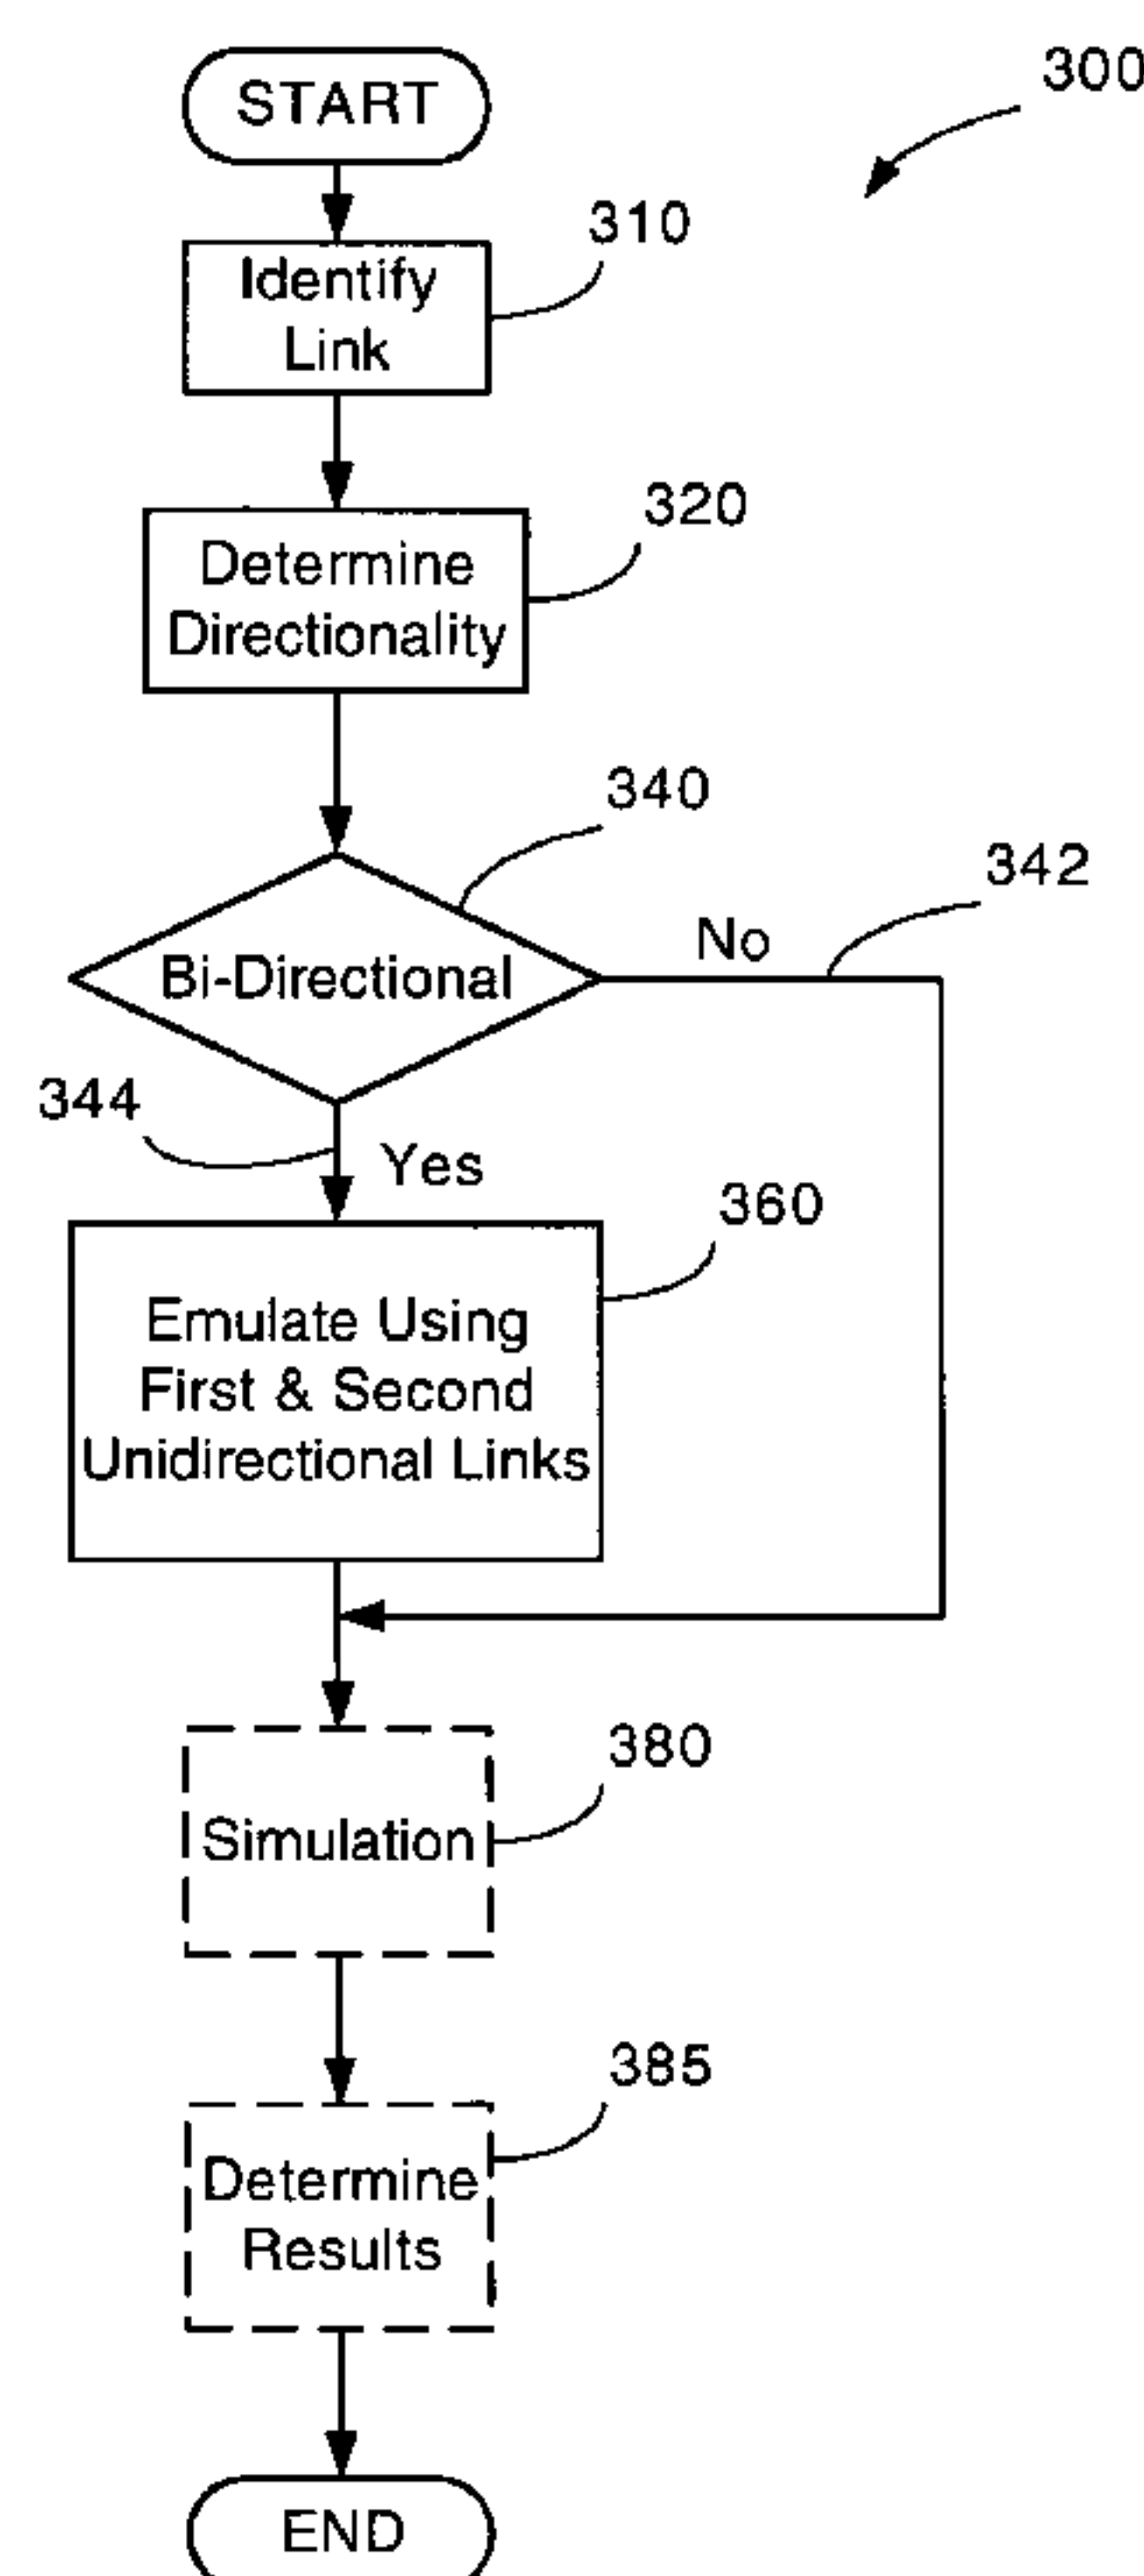 START
300
310
Identify
Link
320
Determine
Directionality
340
342
No
Bi-Directional
344
Yes
360
Emulate Using
First & Second
Unidirectional Links
380
Simulation
385
Determine
Results
END